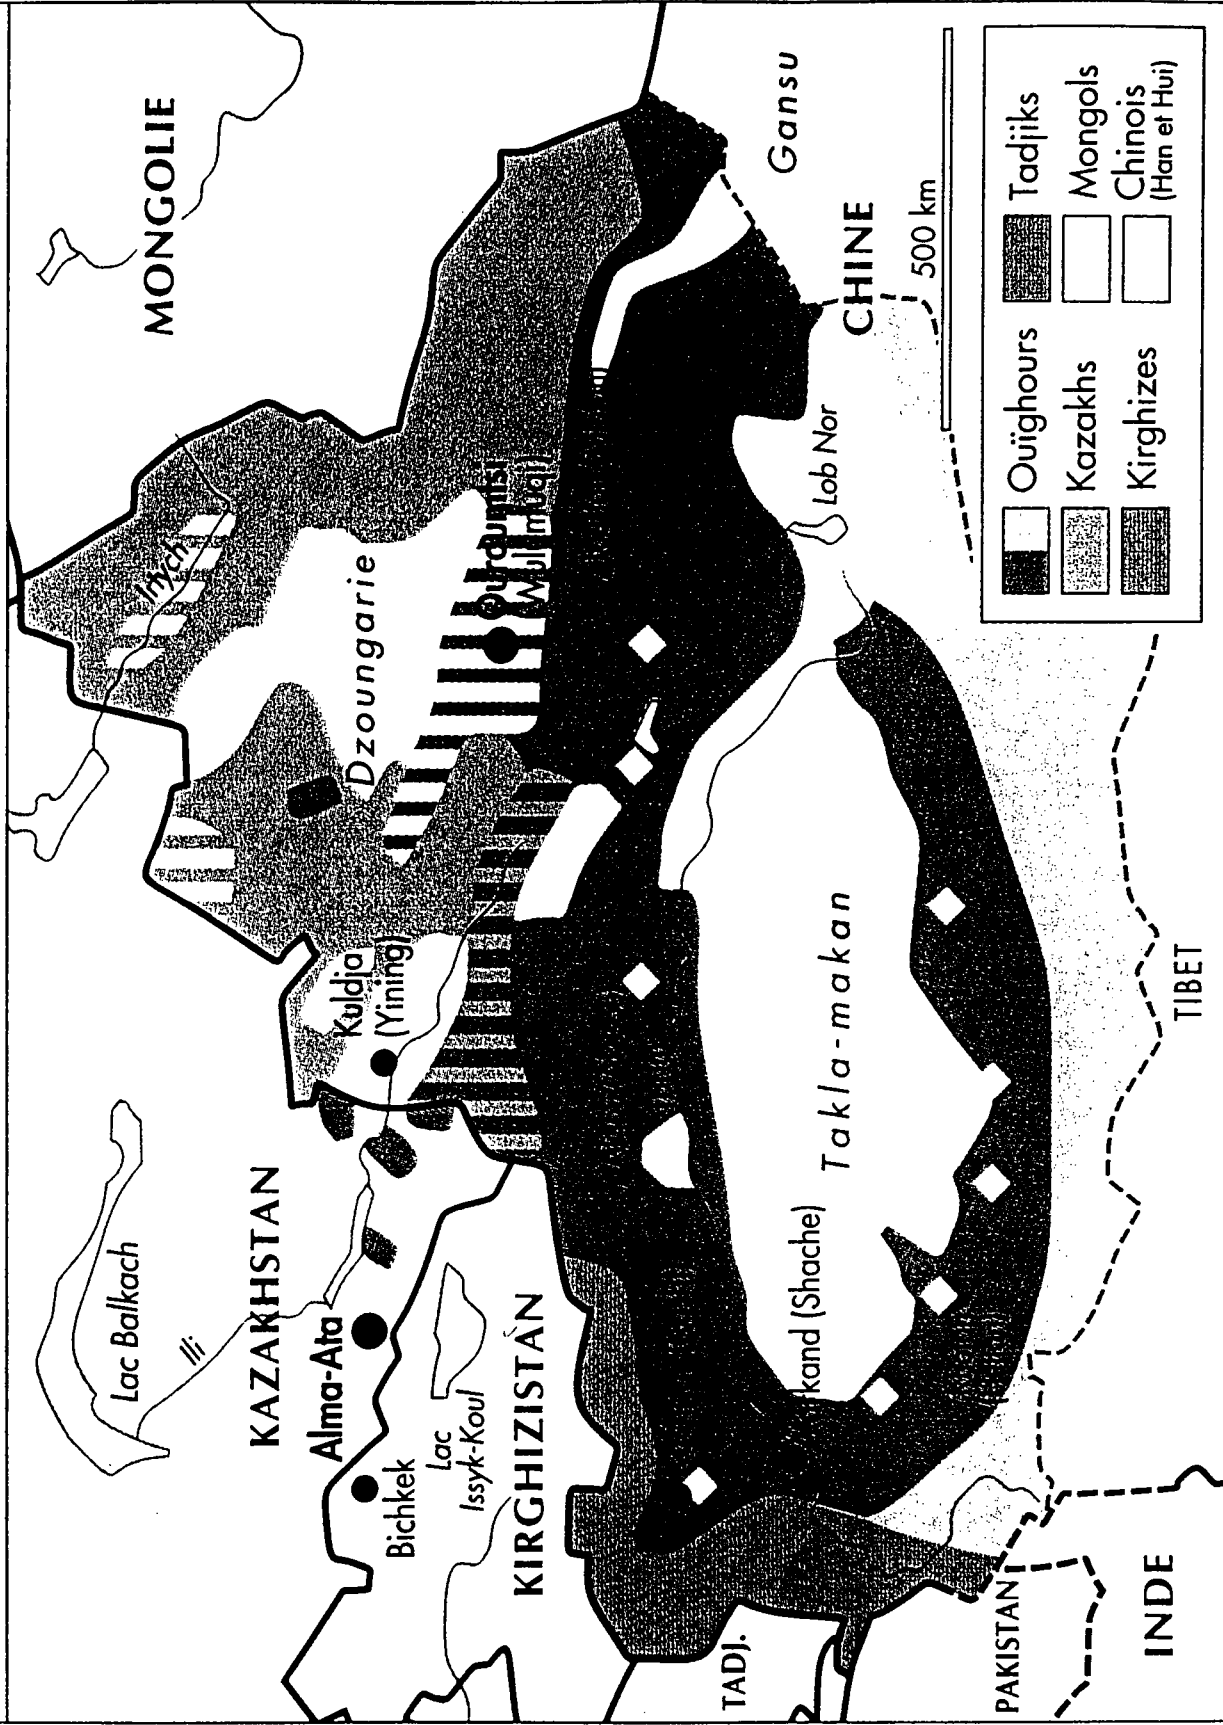 MONGOLIE
Irtych
Dzoungarie
Ouroumtsi
KAZAKHSTAN
Lac Balkach
Ili
Alma-Ata
Bichkek
Kuldja
(Yining)
Lac
Issyk-Koul
KIRGHIZISTAN
TADJ.
PAKISTAN
INDE
TIBET
kand (Shache)
Takla-makan
Lob Nor
CHINE
Gansu
500 km
Ouïghours
Kazakhs
Kirghizes
Tadjiks
Mongols
Chinois
(Han et Hui)